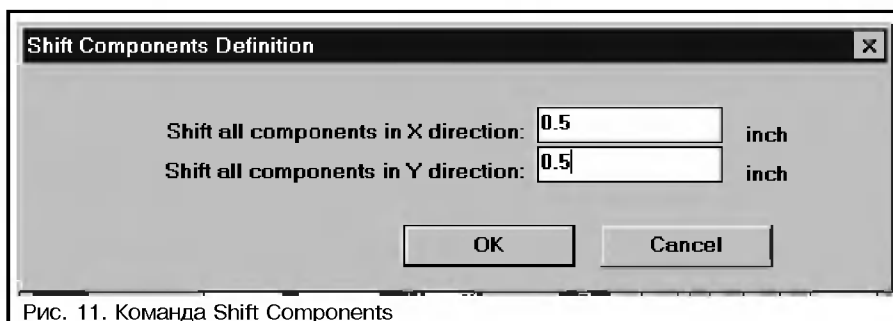 Shift Components Definition
Shift all components in X direction: 0.5 inch
Shift all components in Y direction: 0.5 inch
OK Cancel
Рис. 11. Команда Shift Components